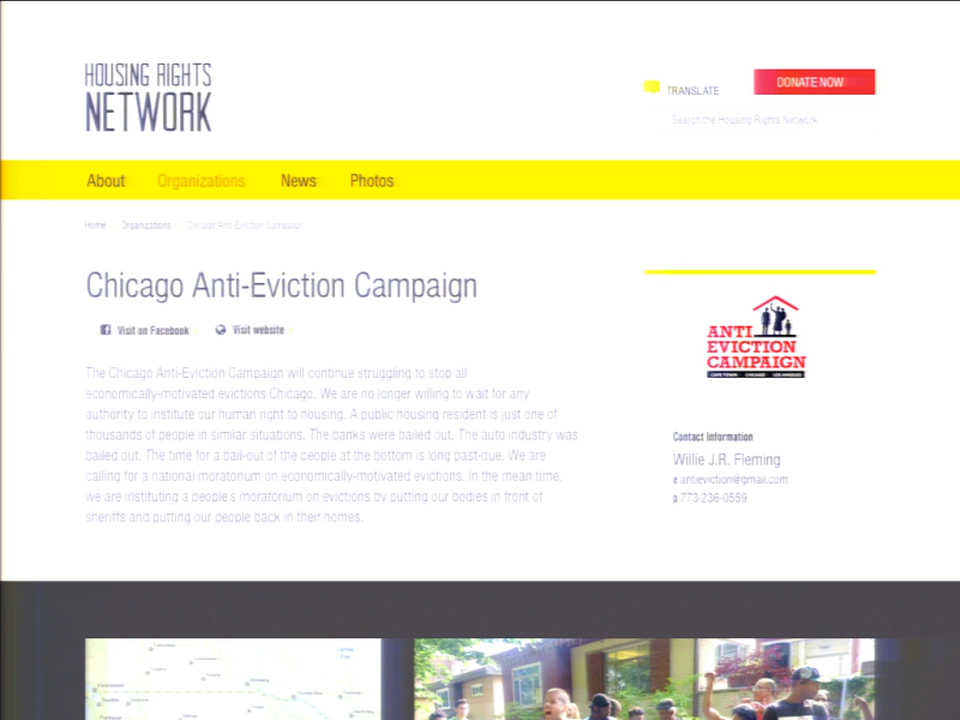 HOUSING RIGHTS
NETWORK
TRANSLATE
DONATE NOW
Search the Housing Rights Network
About Organizations News Photos
Home Organizations Chicago Anti-Eviction Campaign
Chicago Anti-Eviction Campaign
Visit on Facebook Visit website
The Chicago Anti-Eviction Campaign will continue struggling to stop all
economically-motivated evictions Chicago. We are no longer willing to wait for any
authority to institute our human right to housing. A public housing resident is just one of
thousands of people in similar situations. The banks were bailed out. The auto industry was
bailed out. The time for a bail-out of the people at the bottom is long past-due. We are
calling for a national moratorium on economically-motivated evictions. In the mean time,
we are instituting a people's moratorium on evictions by putting our bodies in front of
sheriffs and putting our people back in their homes.
ANTI
EVICTION
CAMPAIGN
CAPE TOWN CHICAGO LOS ANGELES
Contact Information
Willie J.R. Fleming
e antieviction@gmail.com
p 773-236-0559